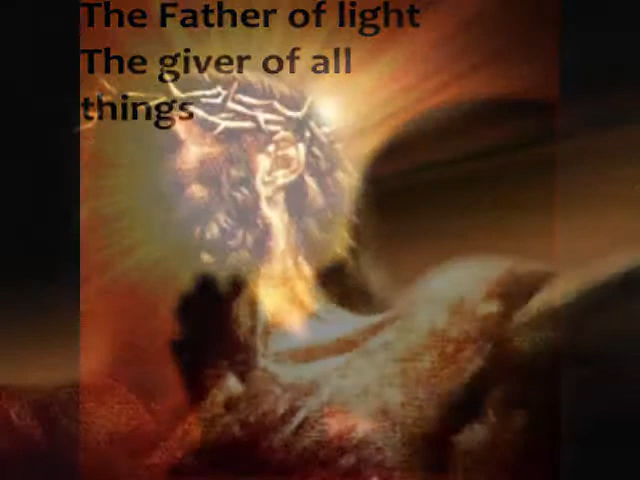 The Father of light
The giver of all
things